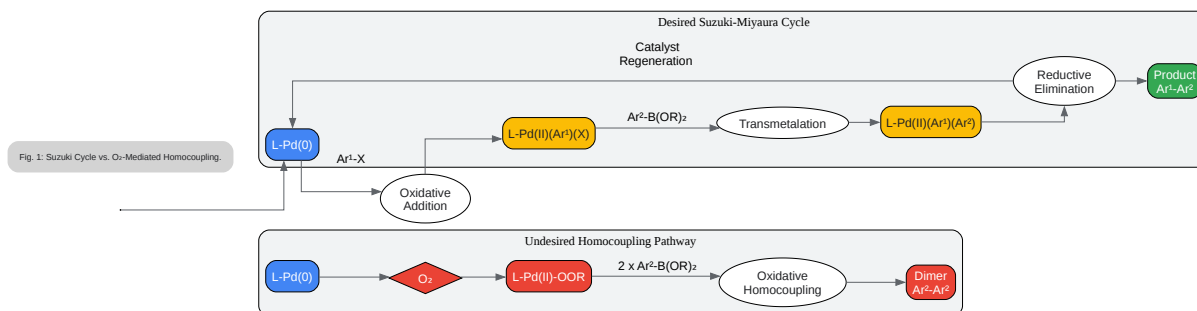 Desired Suzuki-Miyaura Cycle
Catalyst
Regeneration
Reductive
Elimination
Product
Ar¹-Ar²
L-Pd(0)
Ar¹-X
Oxidative
Addition
L-Pd(II)(Ar¹)(X)
Ar²-B(OR)₂
Transmetalation
L-Pd(II)(Ar¹)(Ar²)
Fig. 1: Suzuki Cycle vs. O₂-Mediated Homocoupling.
Undesired Homocoupling Pathway
L-Pd(0)
O₂
L-Pd(II)-OOR
2 x Ar²-B(OR)₂
Oxidative
Homocoupling
Dimer
Ar²-Ar²